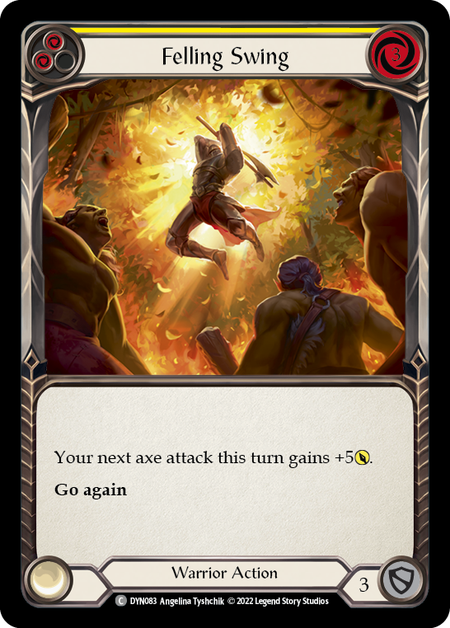 3
Felling Swing
Your next axe attack this turn gains +5.
Go again
Warrior Action
3
C DYN083 Angelina Tyshchik © 2022 Legend Story Studios